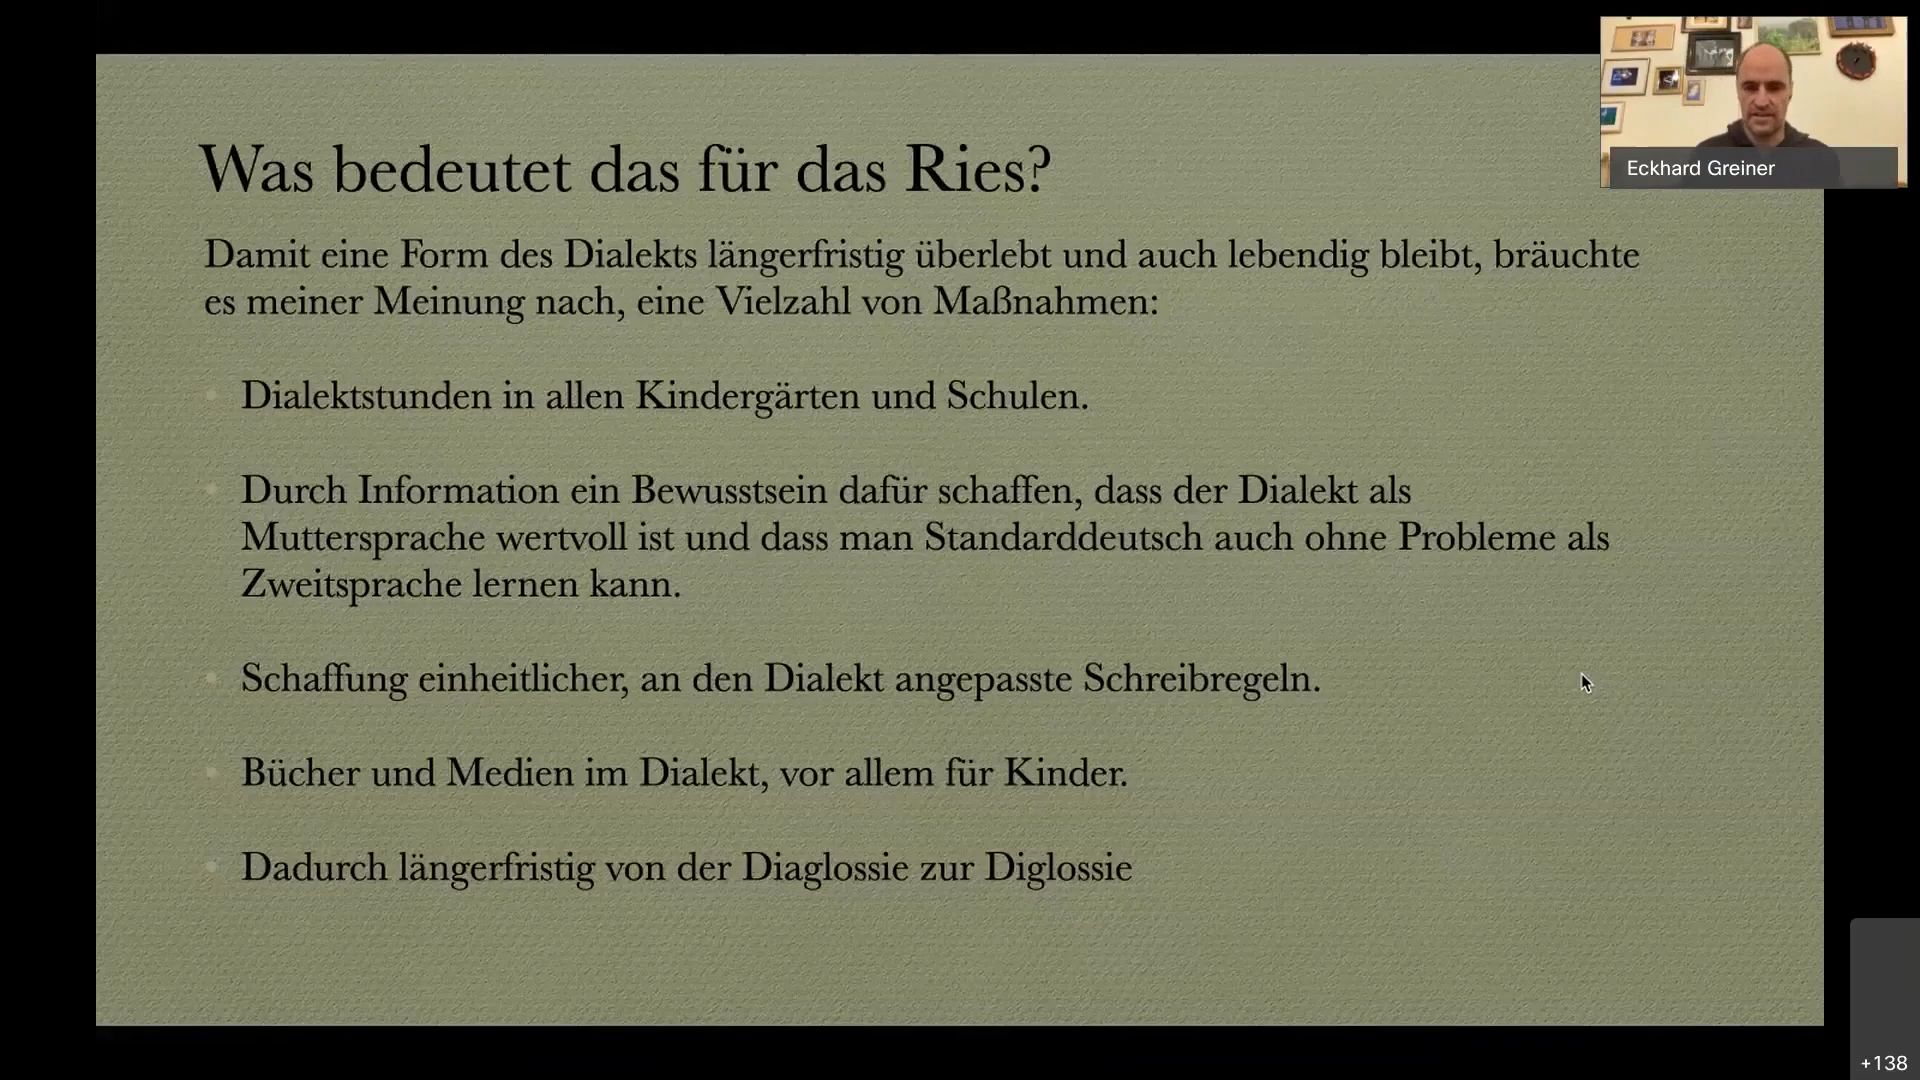 Was bedeutet das für das Ries?
Damit eine Form des Dialekts längerfristig überlebt und auch lebendig bleibt, bräuchte
es meiner Meinung nach, eine Vielzahl von Maßnahmen:
Dialektstunden in allen Kindergärten und Schulen.
Durch Information ein Bewusstsein dafür schaffen, dass der Dialekt als
Muttersprache wertvoll ist und dass man Standarddeutsch auch ohne Probleme als
Zweitsprache lernen kann.
Schaffung einheitlicher, an den Dialekt angepasste Schreibregeln.
Bücher und Medien im Dialekt, vor allem für Kinder.
Dadurch längerfristig von der Diaglossie zur Diglossie
Eckhard Greiner
+138